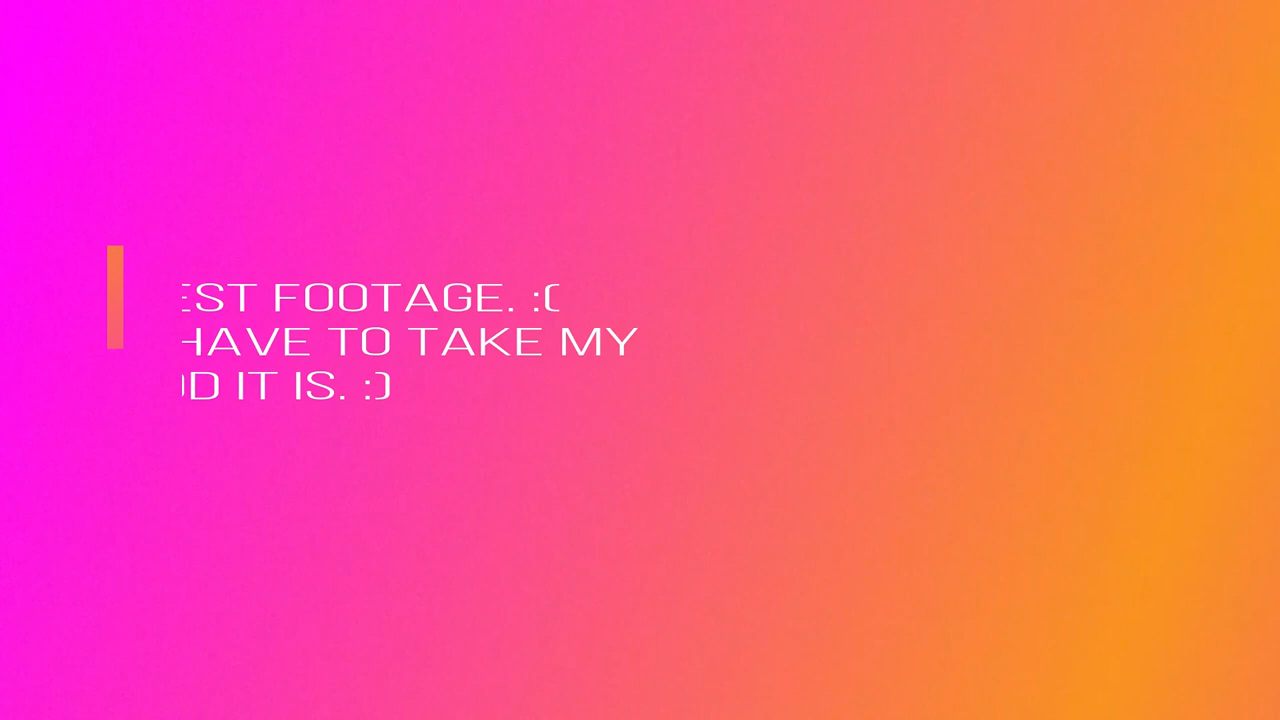 EST FOOTAGE. :(
HAVE TO TAKE MY
D IT IS. :)